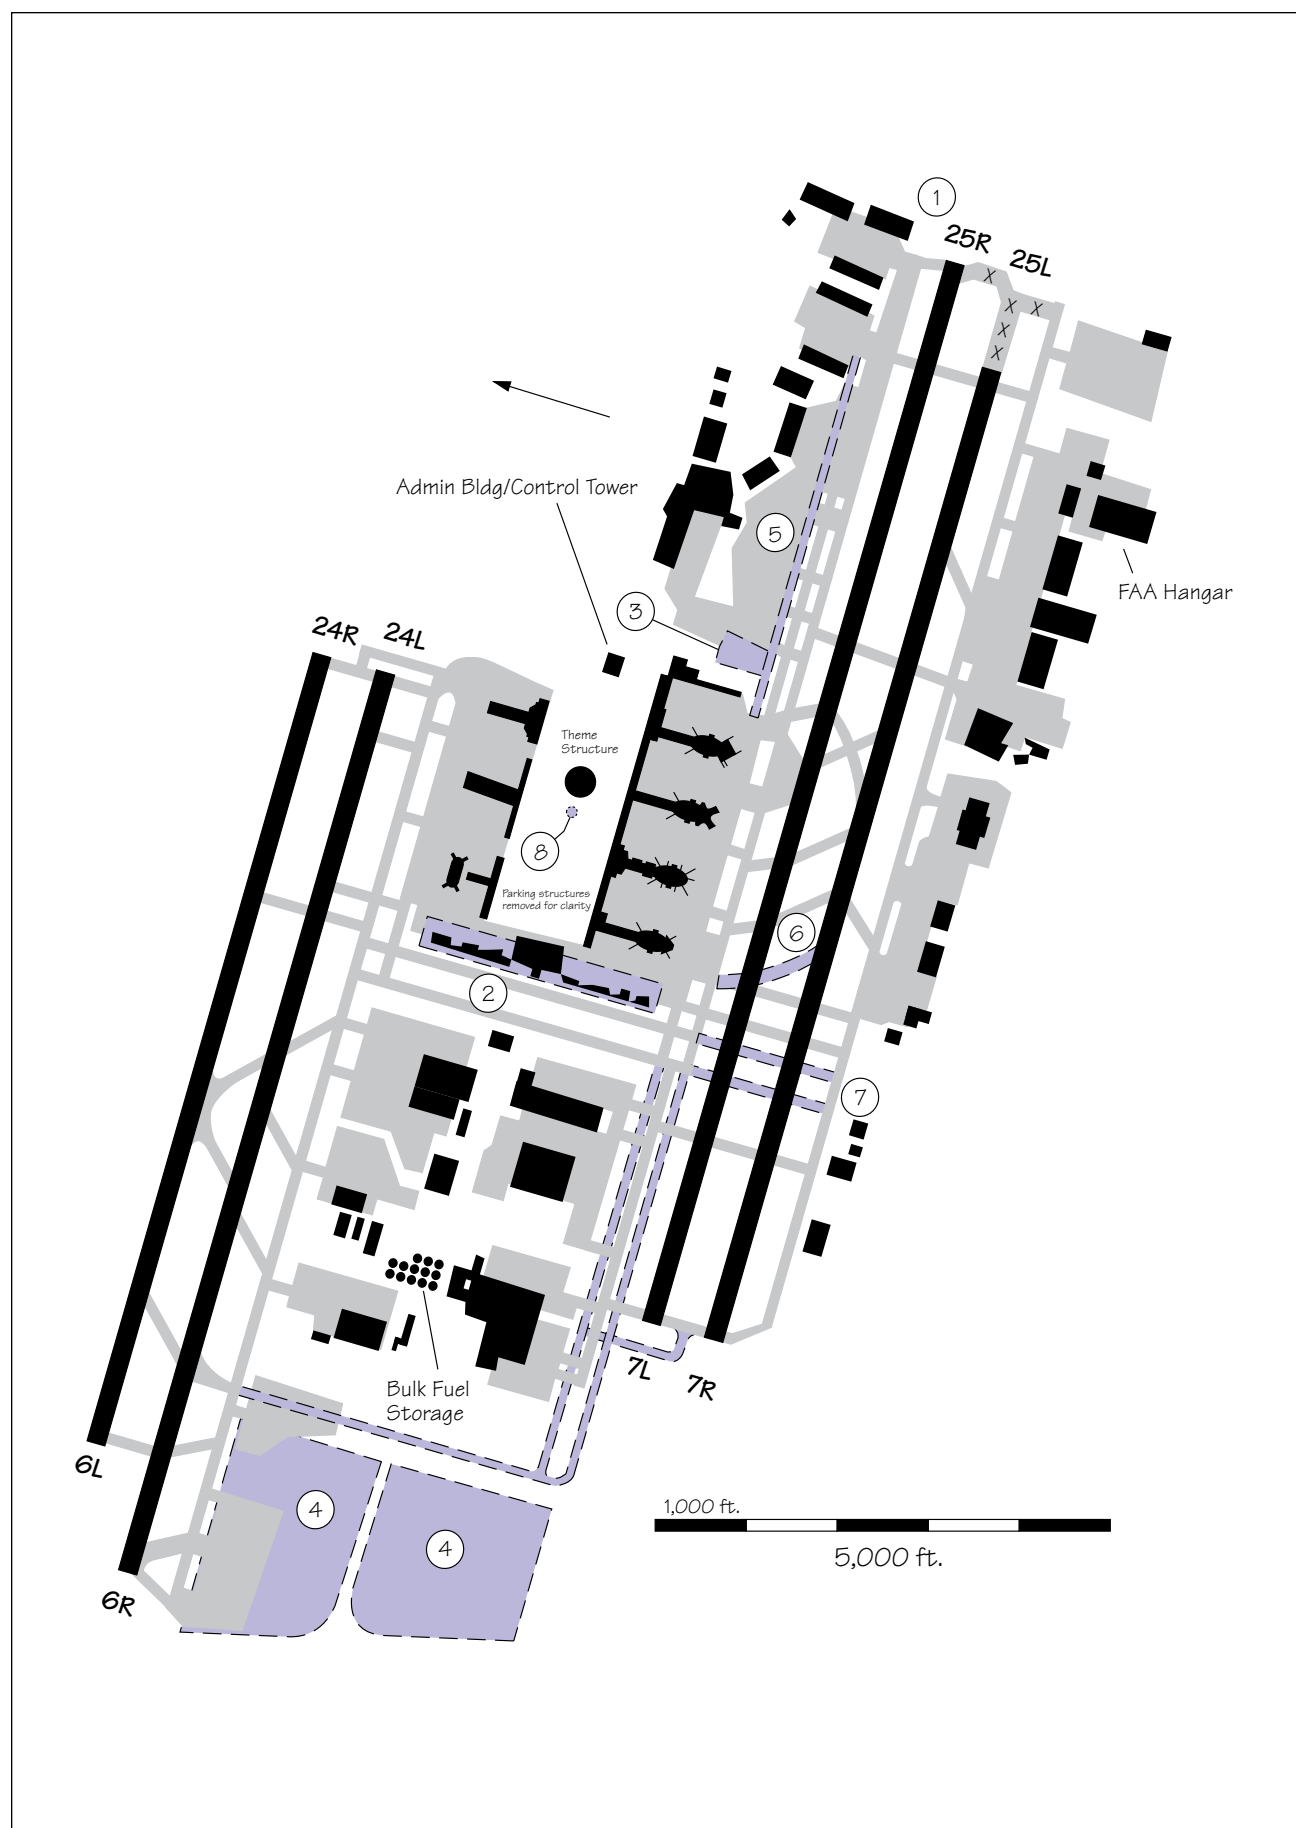 1
25R
25L
X
X
X
X
X
Admin Bldg/Control Tower
5
FAA Hangar
3
24R
24L
Theme
Structure
8
Parking structures
removed for clarity
6
2
7
7L
7R
Bulk Fuel
Storage
6L
4
4
1,000 ft.
5,000 ft.
6R